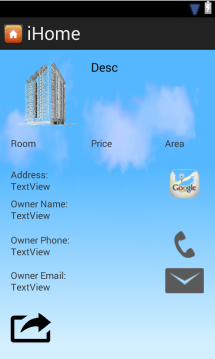 iHome
Desc
Room Price Area
Address:
TextView
Google
Owner Name:
TextView
Owner Phone:
TextView
Owner Email:
TextView